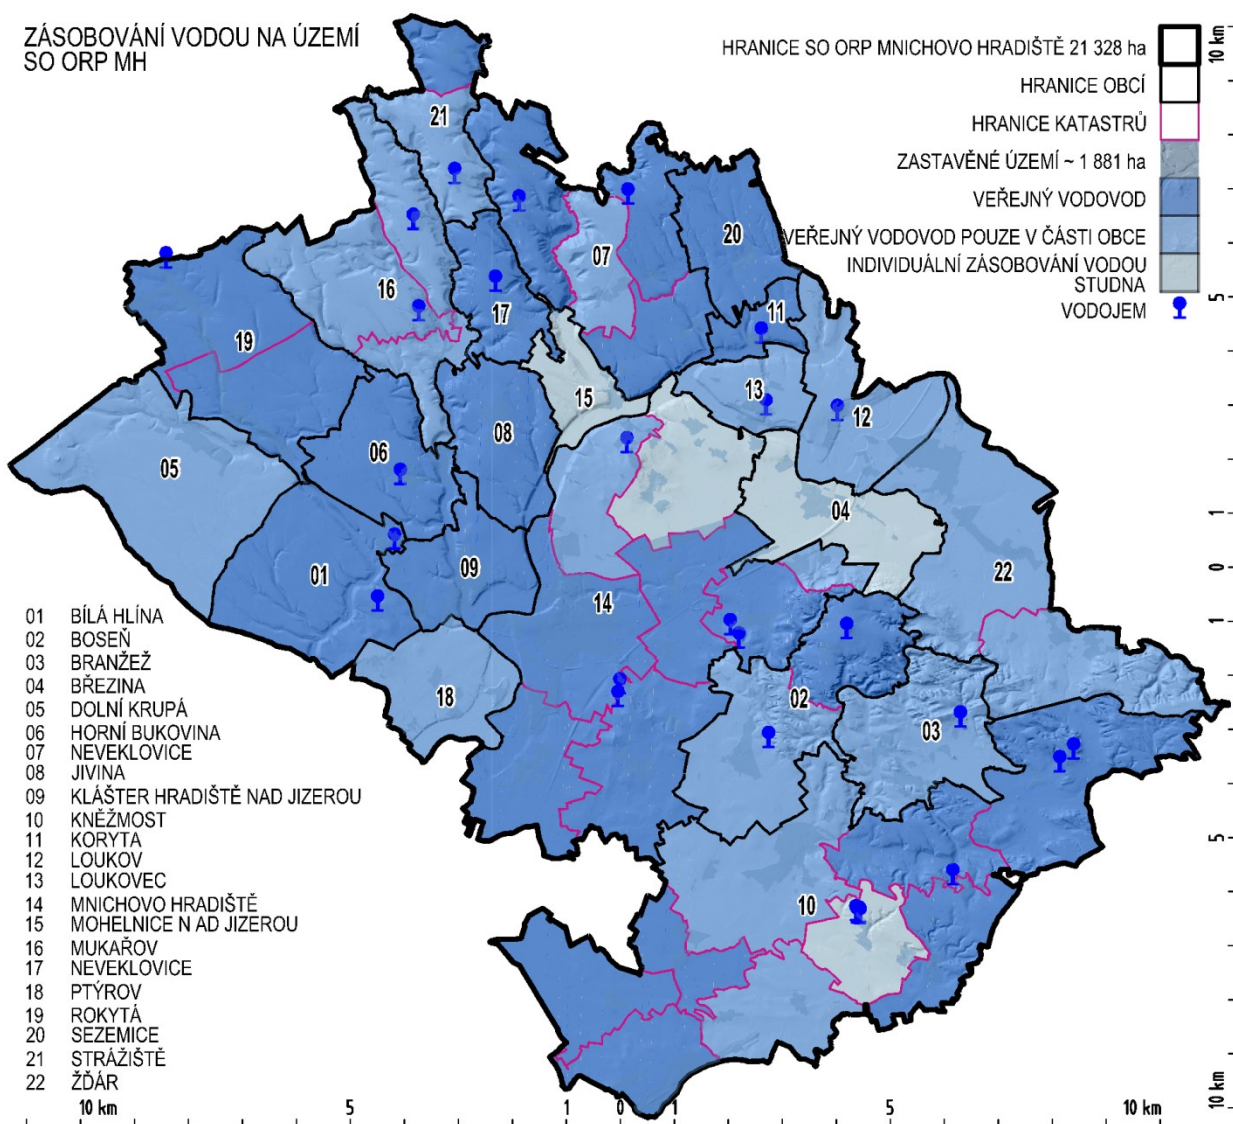 ZÁSOBOVÁNÍ VODOU NA ÚZEMÍ
SO ORP MH
HRANICE SO ORP MNICHOVO HRADIŠTĚ 21 328 ha
HRANICE OBCÍ
HRANICE KATASTRŮ
ZASTAVĚNÉ ÚZEMÍ ~ 1 881 ha
VEŘEJNÝ VODOVOD
VEŘEJNÝ VODOVOD POUZE V ČÁSTI OBCE
INDIVIDUÁLNÍ ZÁSOBOVÁNÍ VODOU
STUDNA
VODOJEM
10 km
5
1
0
1
5
10 km
21
20
07
16
17
11
19
15
13
12
08
05
06
04
01
09
22
14
18
02
03
10
01 BÍLÁ HLÍNA
02 BOSEŇ
03 BRANŽEŽ
04 BŘEZINA
05 DOLNÍ KRUPÁ
06 HORNÍ BUKOVINA
07 NEVEKLOVICE
08 JIVINA
09 KLÁŠTER HRADIŠTĚ NAD JIZEROU
10 KNĚŽMOST
11 KORYTA
12 LOUKOV
13 LOUKOVEC
14 MNICHOVO HRADIŠTĚ
15 MOHELNICE N AD JIZEROU
16 MUKAŘOV
17 NEVEKLOVICE
18 PTÝROV
19 ROKYTÁ
20 SEZEMICE
21 STRÁŽIŠTĚ
22 ŽĎÁR
10 km 5 1 0 1 5 10 km